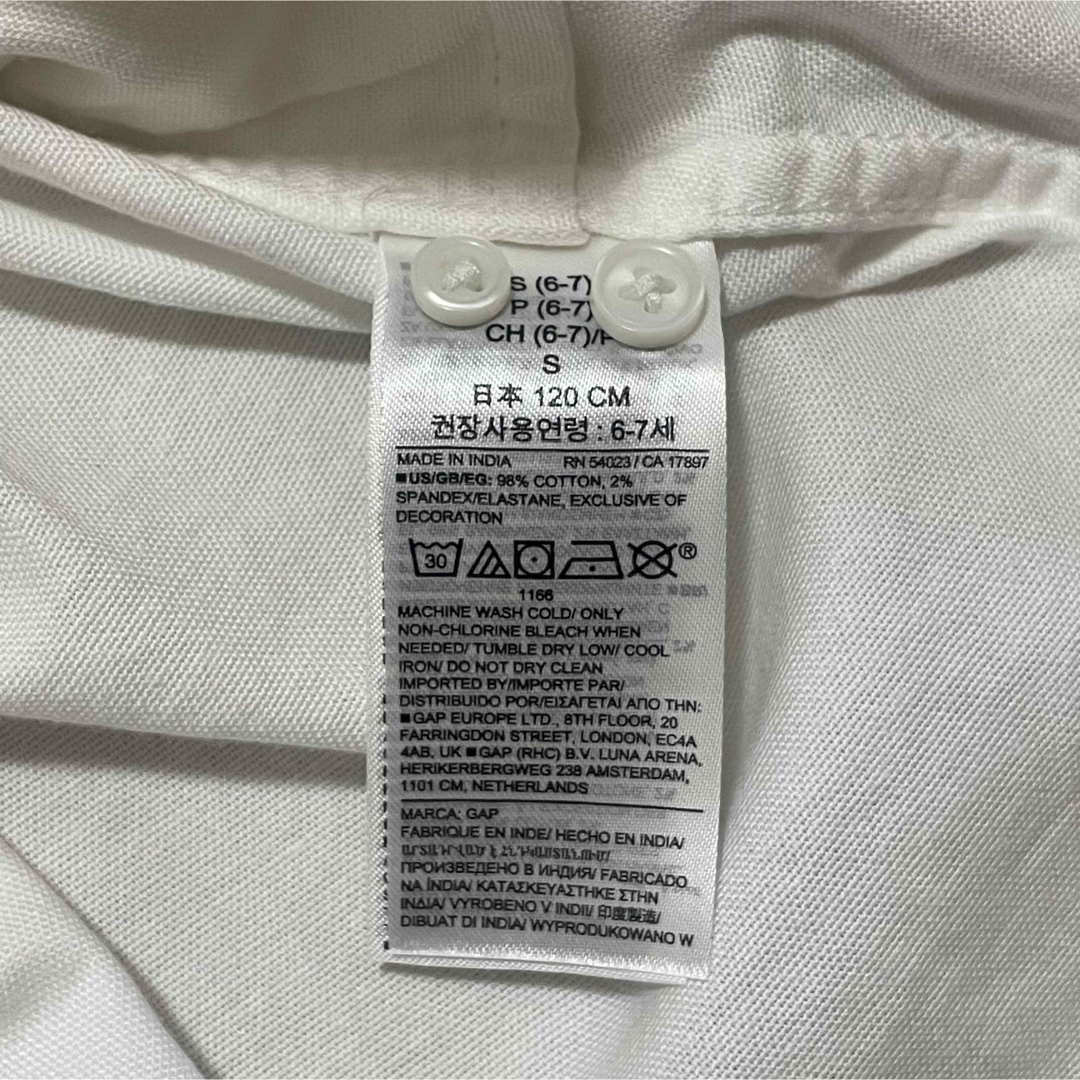 S (6-7)
P (6-7)
CH (6-7)/P
S
日本 120 CM
권장사용연령 : 6-7세
MADE IN INDIA RN 54023 / CA 17897
■US/GB/EG: 98% COTTON, 2%
SPANDEX/ELASTANE, EXCLUSIVE OF
DECORATION
30 ®
1166
MACHINE WASH COLD/ ONLY
NON-CHLORINE BLEACH WHEN
NEEDED/ TUMBLE DRY LOW/ COOL
IRON/ DO NOT DRY CLEAN
IMPORTED BY/IMPORTE PAR/
DISTRIBUIDO POR/ΕΙΣΑΓΕΤΑΙ ΑΠΟ ΤΗΝ:
■GAP EUROPE LTD., 8TH FLOOR, 20
FARRINGDON STREET, LONDON, EC4A
4AB, UK ■GAP (RHC) B.V. LUNA ARENA,
HERIKERBERGWEG 238 AMSTERDAM,
1101 CM, NETHERLANDS
MARCA: GAP
FABRIQUE EN INDE/ HECHO EN INDIA/
ПРОИЗВЕДЕНО В ИНДИЯ/ FABRICADO
NA ÍNDIA/ ΚΑΤΑΣΚΕΥΑΣΤΗΚΕ ΣΤΗΝ
ΙΝΔΙΑ/ VYROBENO V INDII/ 印度製造/
DIBUAT DI INDIA/ WYPRODUKOWANO W